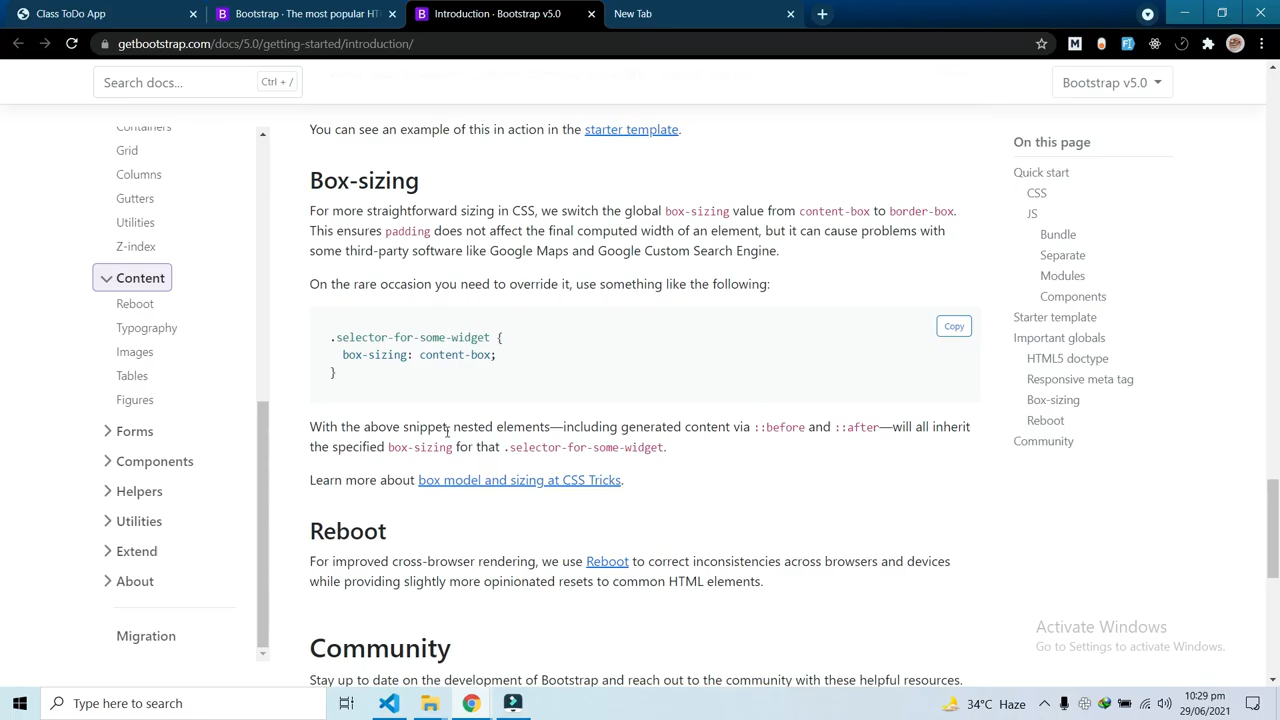 Class ToDo App
Bootstrap · The most popular HT
Introduction · Bootstrap v5.0
New Tab
getbootstrap.com/docs/5.0/getting-started/introduction/
Search docs...
Ctrl + /
Bootstrap v5.0
Containers
Grid
Columns
Gutters
Utilities
Z-index
Content
Reboot
Typography
Images
Tables
Figures
Forms
Components
Helpers
Utilities
Extend
About
Migration
You can see an example of this in action in the starter template.
Box-sizing
For more straightforward sizing in CSS, we switch the global box-sizing value from content-box to border-box.
This ensures padding does not affect the final computed width of an element, but it can cause problems with
some third-party software like Google Maps and Google Custom Search Engine.
On the rare occasion you need to override it, use something like the following:
Copy
.selector-for-some-widget {
box-sizing: content-box;
}
With the above snippet, nested elements—including generated content via ::before and ::after—will all inherit
the specified box-sizing for that .selector-for-some-widget.
Learn more about box model and sizing at CSS Tricks.
Reboot
For improved cross-browser rendering, we use Reboot to correct inconsistencies across browsers and devices
while providing slightly more opinionated resets to common HTML elements.
Community
Stay up to date on the development of Bootstrap and reach out to the community with these helpful resources.
On this page
Quick start
CSS
JS
Bundle
Separate
Modules
Components
Starter template
Important globals
HTML5 doctype
Responsive meta tag
Box-sizing
Reboot
Community
Activate Windows
Go to Settings to activate Windows.
Type here to search
34°C Haze
10:29 pm
29/06/2021